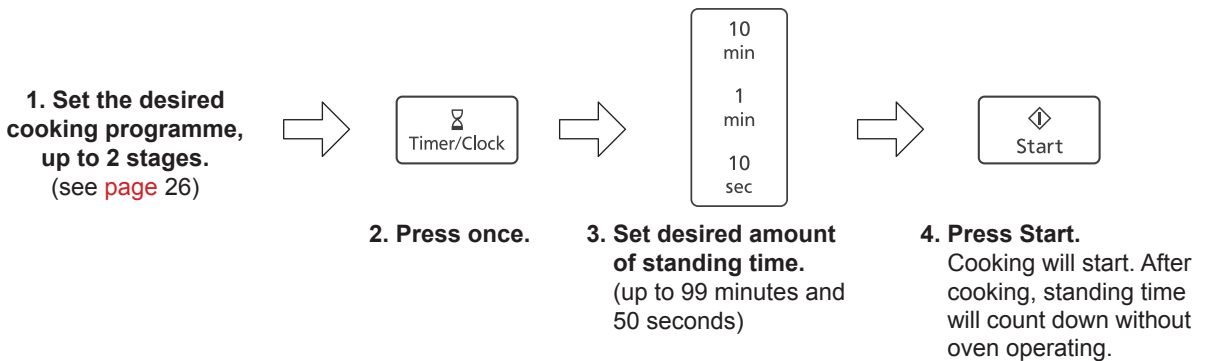 1. Set the desired
cooking programme,
up to 2 stages.
(see page 26)
Timer/Clock
2. Press once.
10
min
1
min
10
sec
3. Set desired amount
of standing time.
(up to 99 minutes and
50 seconds)
Start
4. Press Start.
Cooking will start. After
cooking, standing time
will count down without
oven operating.